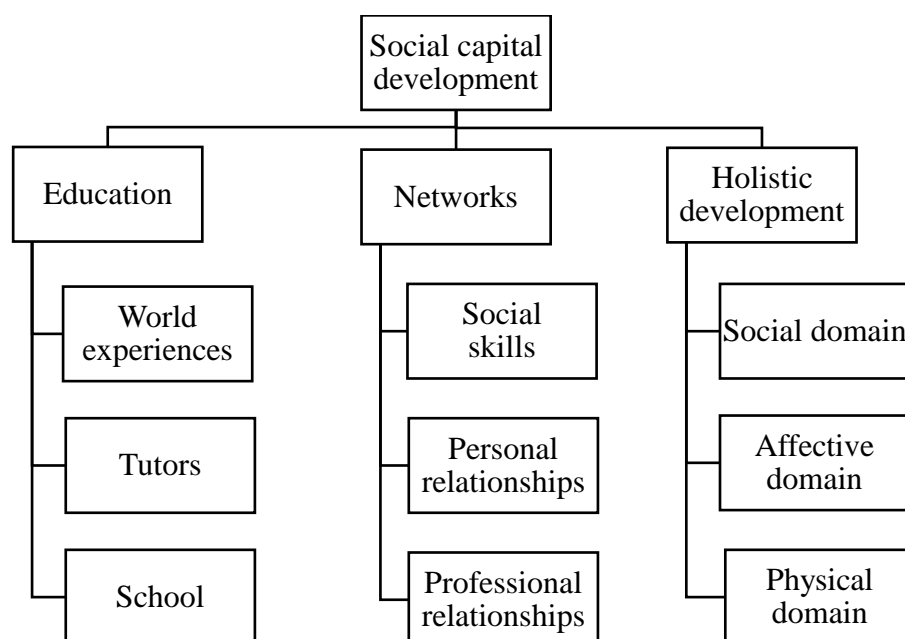 Social capital
development
Education
Networks
Holistic
development
World
experiences
Social
skills
Social domain
Tutors
Personal
relationships
Affective
domain
School
Professional
relationships
Physical
domain